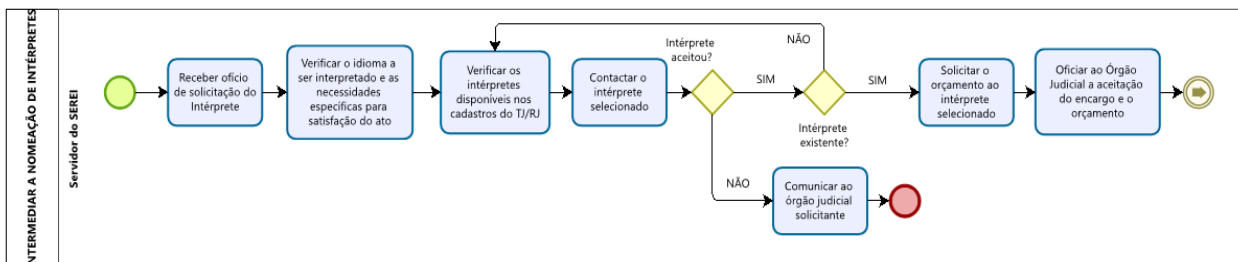 INTERMEDIAR A NOMEAÇÃO DE INTÉRPRETES
Servidor do SEREI
Receber ofício
de solicitação do
Intérprete
Verificar o idioma a
ser interpretado e as
necessidades
específicas para
satisfação do ato
Verificar os
intérpretes
disponíveis nos
cadastros do TJ/RJ
Contactar o
intérprete
selecionado
Intérprete
aceitou?
SIM
NÃO
Intérprete
existente?
SIM
NÃO
Comunicar ao
órgão judicial
solicitante
Solicitar o
orçamento ao
intérprete
selecionado
Oficiar ao Órgão
Judicial a aceitação
do encargo e o
orçamento